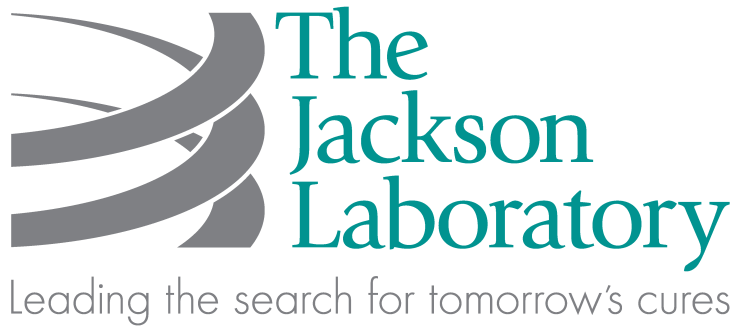 The
Jackson
Laboratory
Leading the search for tomorrow's cures